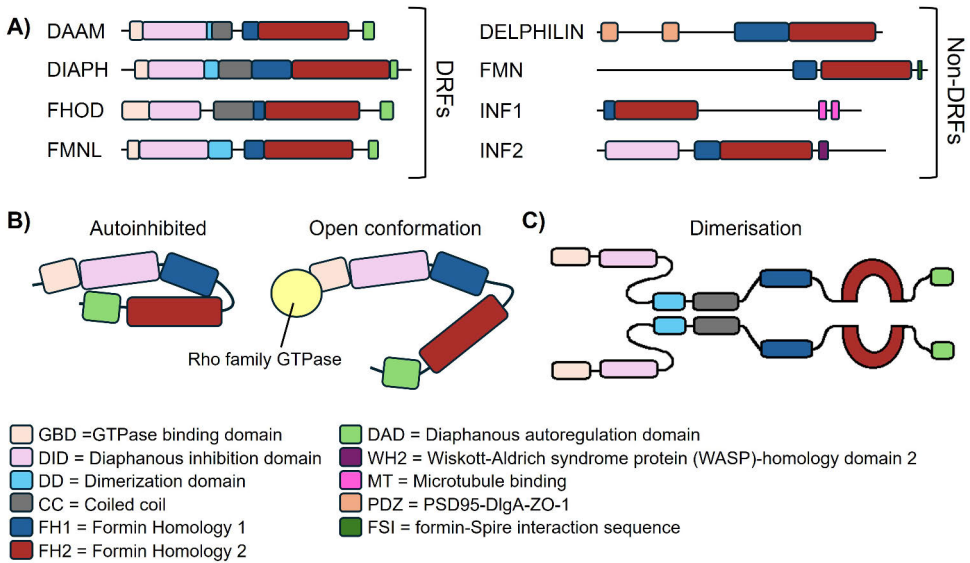 A)
DAAM
DIAPH
FHOD
FMNL
DRFs
DELPHILIN
FMN
INF1
INF2
Non-DRFs
B)
Autoinhibited
Open conformation
Rho family GTPase
C)
Dimerisation
GBD =GTPase binding domain
DID = Diaphanous inhibition domain
DD = Dimerization domain
CC = Coiled coil
FH1 = Formin Homology 1
FH2 = Formin Homology 2
DAD = Diaphanous autoregulation domain
WH2 = Wiskott-Aldrich syndrome protein (WASP)-homology domain 2
MT = Microtubule binding
PDZ = PSD95-DlgA-ZO-1
FSI = formin-Spire interaction sequence